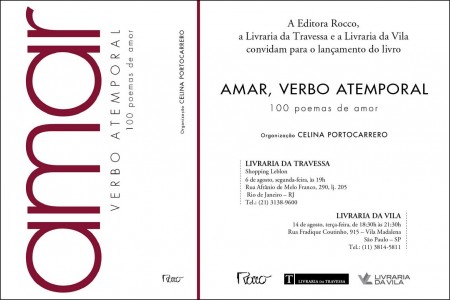 amar
VERBO ATEMPORAL
100 poemas de amor
Organização CELINA PORTOCARRERO
Rocco
A Editora Rocco,
a Livraria da Travessa e a Livraria da Vila
convidam para o lançamento do livro
AMAR, VERBO ATEMPORAL
100 poemas de amor
Organização CELINA PORTOCARRERO
LIVRARIA DA TRAVESSA
Shopping Leblon
6 de agosto, segunda-feira, às 19h
Rua Afrânio de Melo Franco, 290, lj. 205
Rio de Janeiro – RJ
Tel.: (21) 3138-9600
LIVRARIA DA VILA
14 de agosto, terça-feira, de 18h30 às 21h30
Rua Fradique Coutinho, 915 – Vila Madalena
São Paulo – SP
Tel.: (11) 3814-5811
Rocco
T LIVRARIA DA TRAVESSA
LIVRARIA
DA VILA